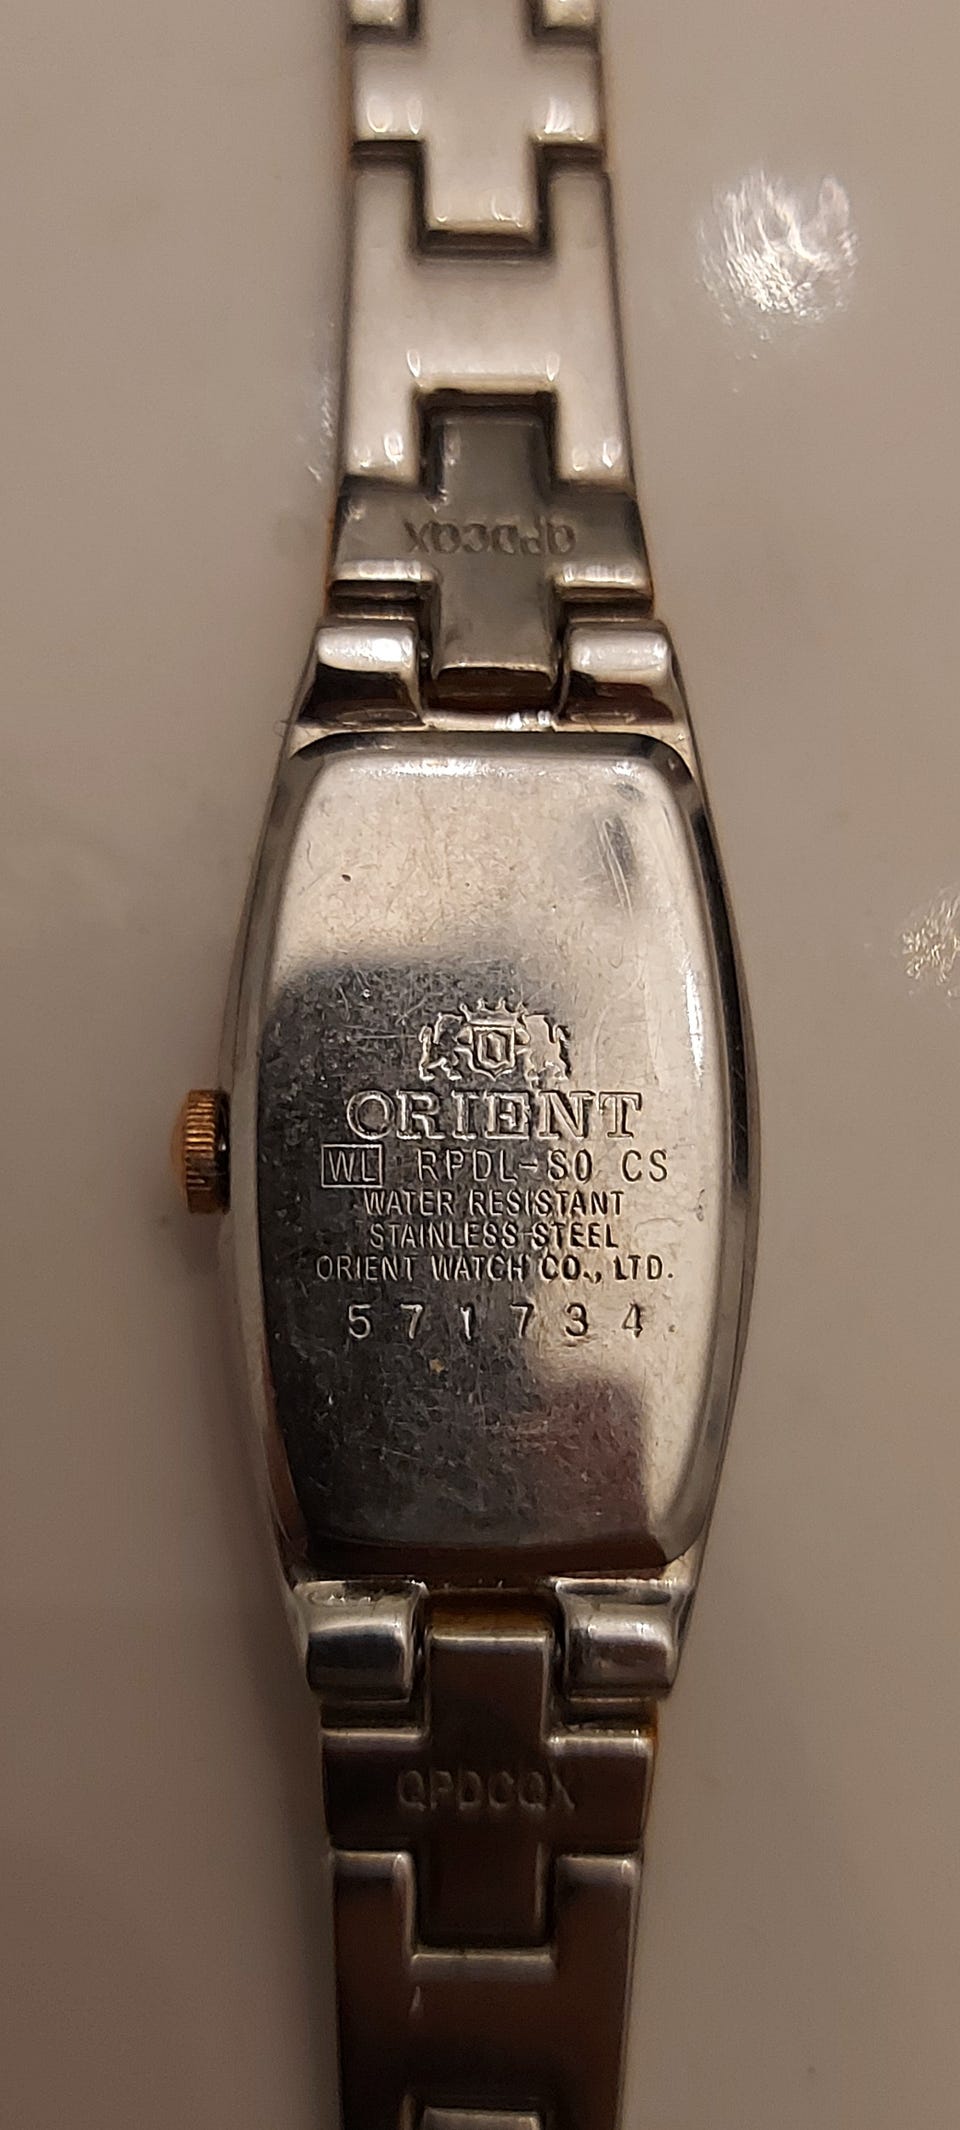 QPDCQX
ORIENT
WL RPDL-S0 CS
WATER RESISTANT
STAINLESS STEEL
ORIENT WATCH CO., LTD.
571734
QPDCQX